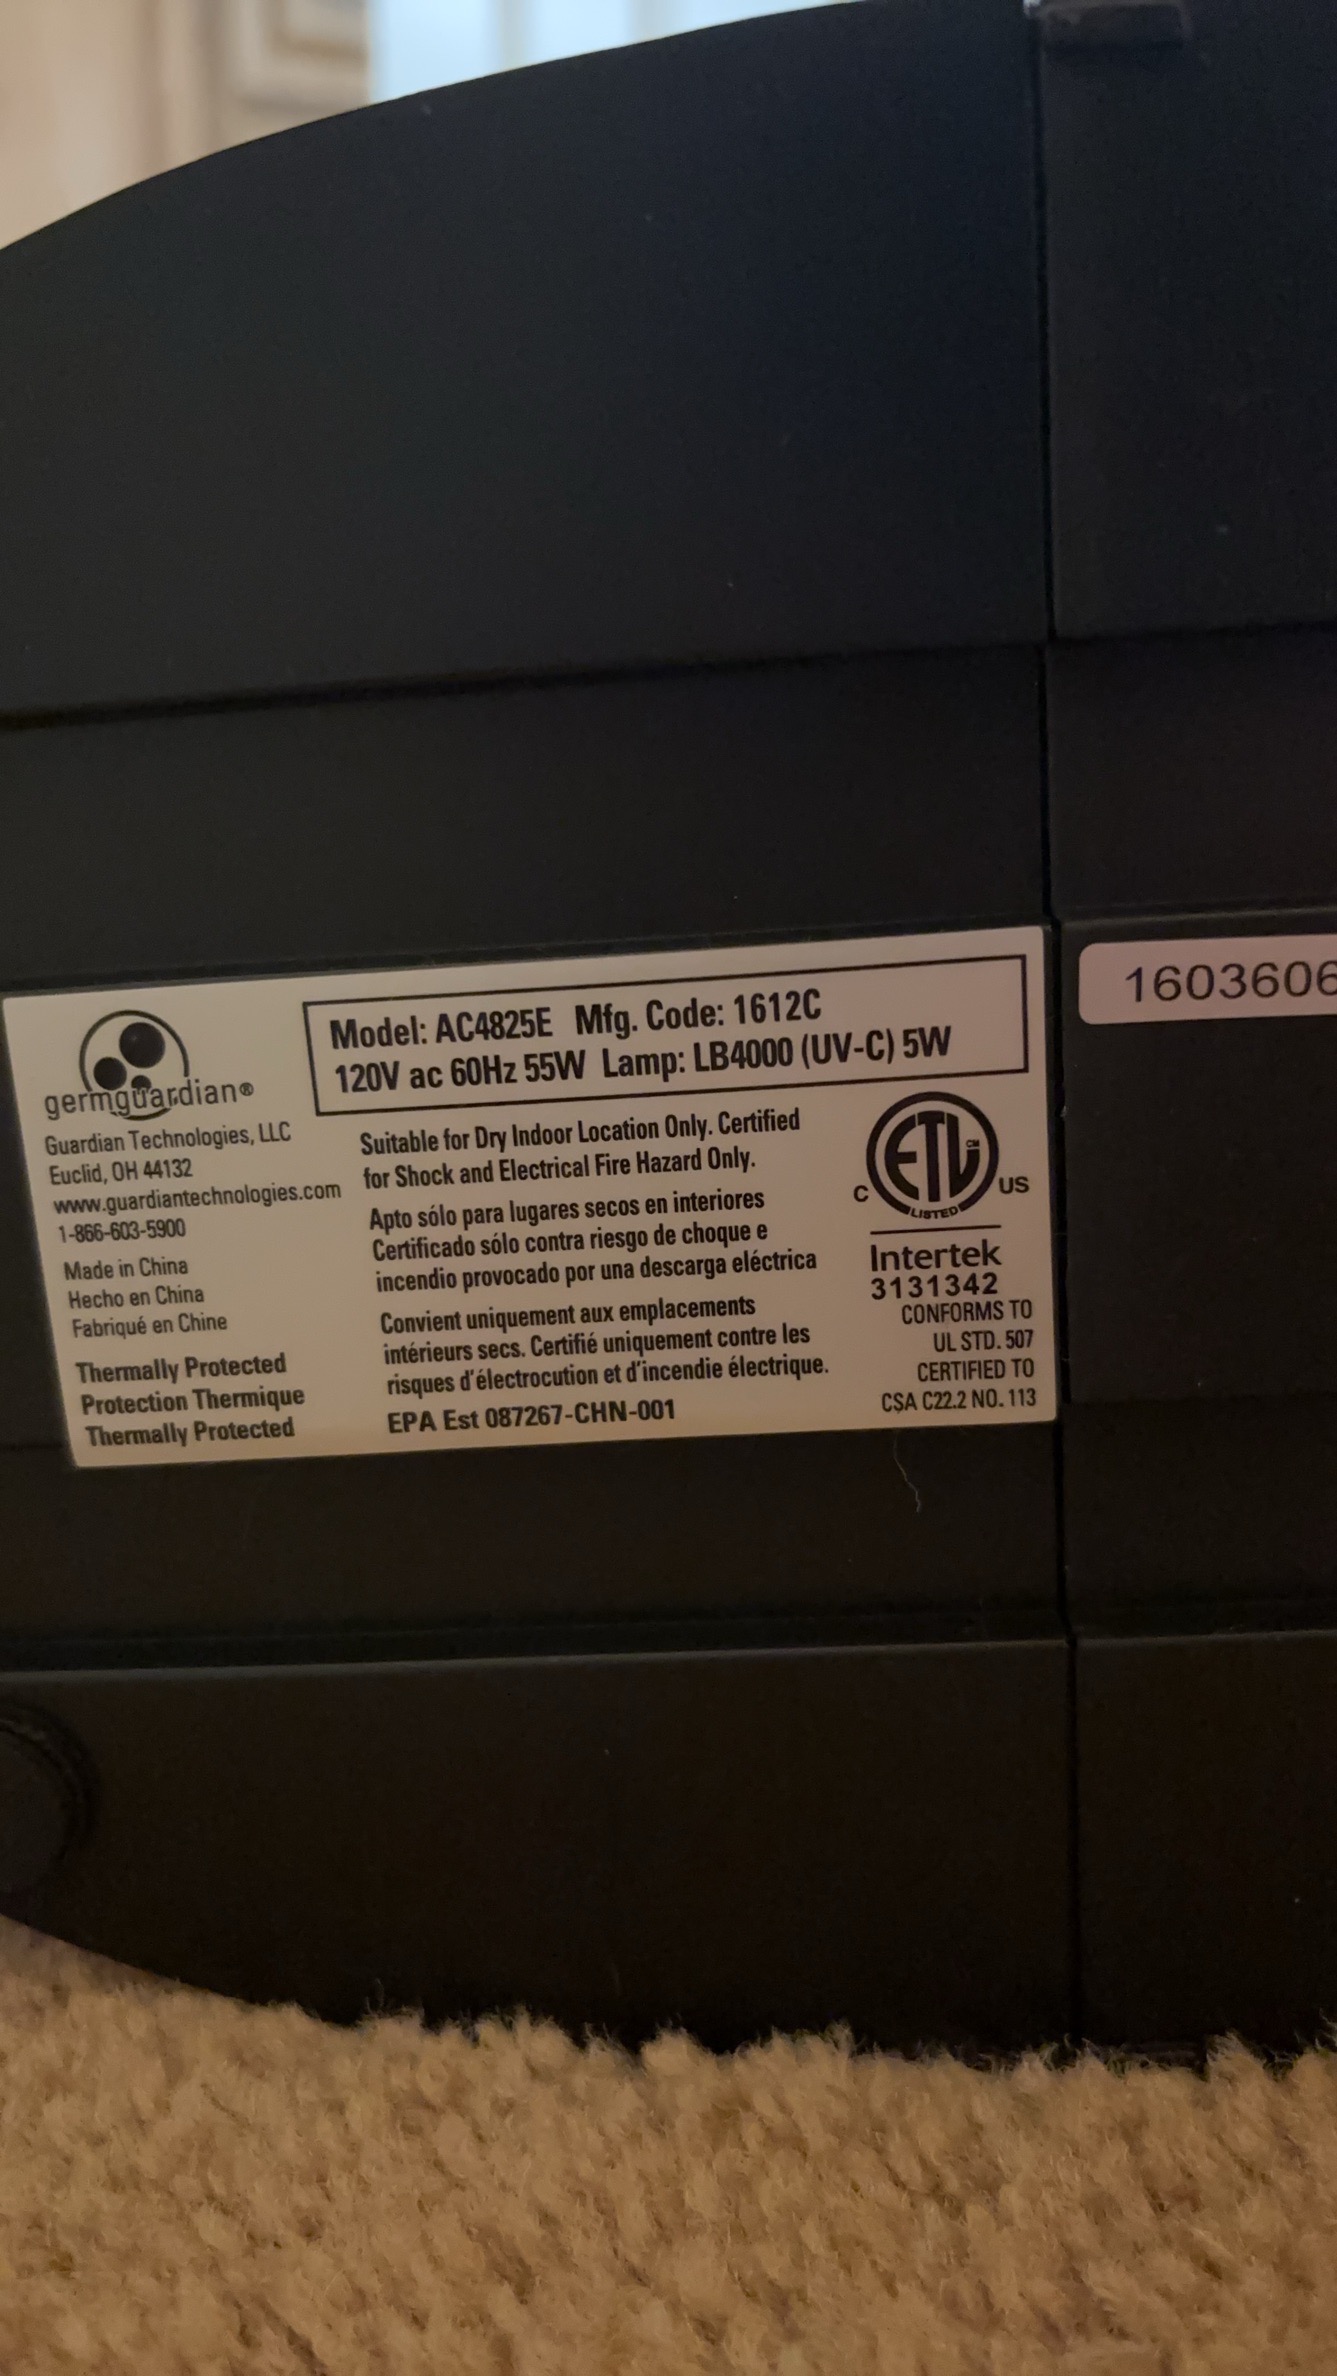 germguardian®
Guardian Technologies, LLC
Euclid, OH 44132
www.guardiantechnologies.com
1-866-603-5900
Made in China
Hecho en China
Fabriqué en Chine
Thermally Protected
Protection Thermique
Thermally Protected
Model: AC4825E Mfg. Code: 1612C
120V ac 60Hz 55W Lamp: LB4000 (UV-C) 5W
Suitable for Dry Indoor Location Only. Certified
for Shock and Electrical Fire Hazard Only.
Apto sólo para lugares secos en interiores
Certificado sólo contra riesgo de choque e
incendio provocado por una descarga eléctrica
Convient uniquement aux emplacements
intérieurs secs. Certifié uniquement contre les
risques d'électrocution et d'incendie électrique.
EPA Est 087267-CHN-001
ETL CM
C US
LISTED
Intertek
3131342
CONFORMS TO
UL STD. 507
CERTIFIED TO
CSA C22.2 NO. 113
1603606